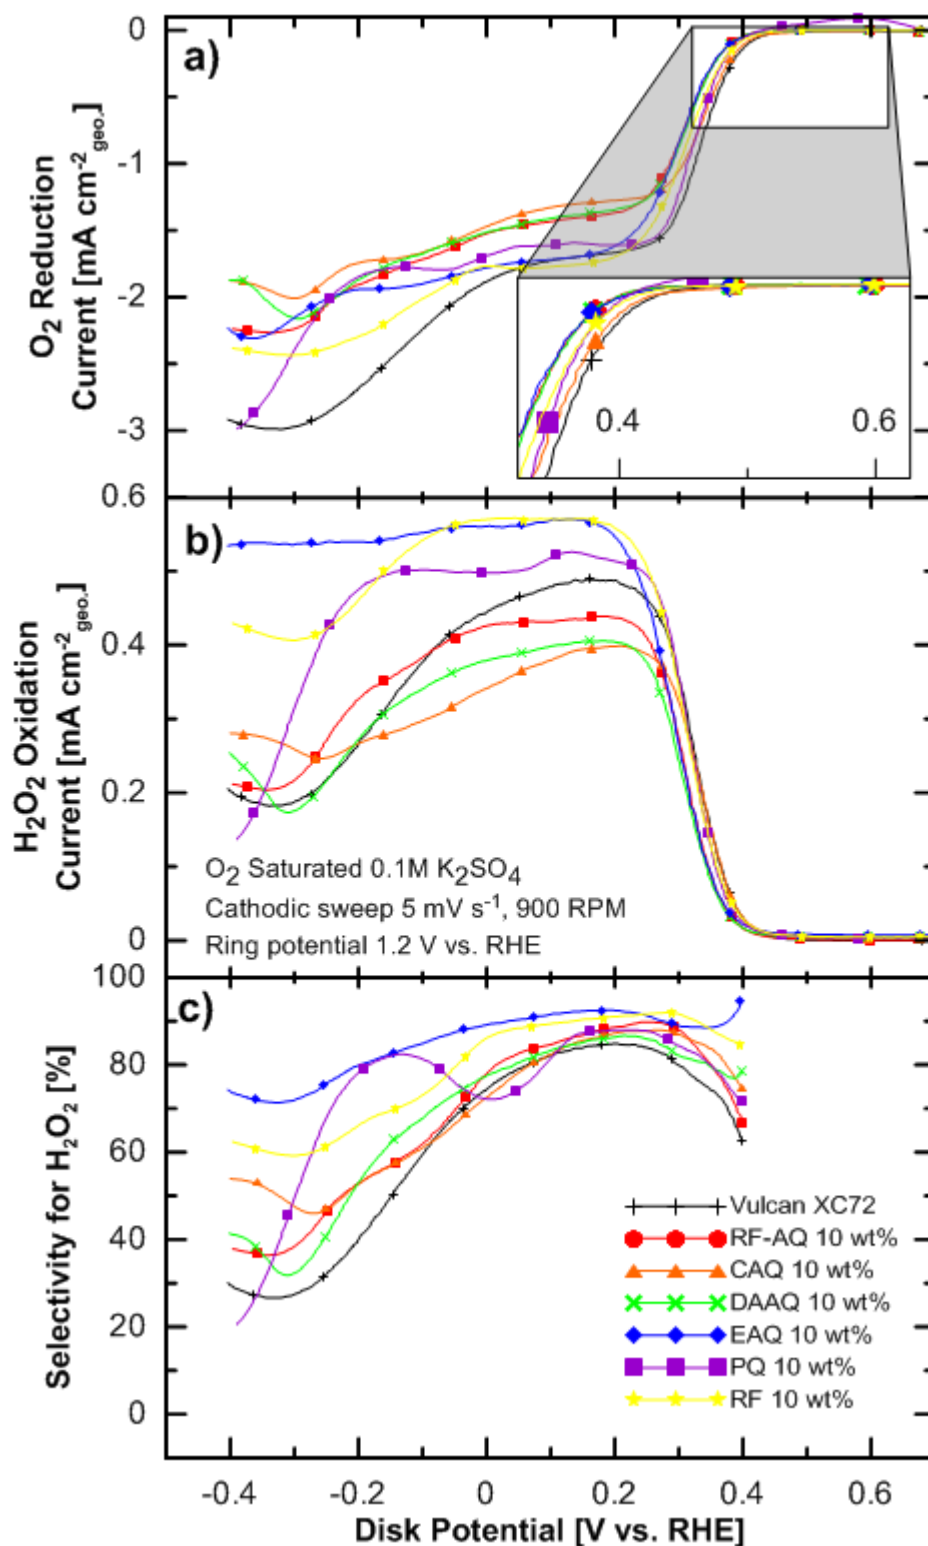 a)
O2 Reduction
Current [mA cm-2geo.]
0
-1
-2
-3
0.4
0.6
b)
H2O2 Oxidation
Current [mA cm-2geo.]
0.6
0.4
0.2
0
O2 Saturated 0.1M K2SO4
Cathodic sweep 5 mV s-1, 900 RPM
Ring potential 1.2 V vs. RHE
c)
Selectivity for H2O2 [%]
100
80
60
40
20
0
Vulcan XC72
RF-AQ 10 wt%
CAQ 10 wt%
DAAQ 10 wt%
EAQ 10 wt%
PQ 10 wt%
RF 10 wt%
-0.4
-0.2
0
0.2
0.4
0.6
Disk Potential [V vs. RHE]